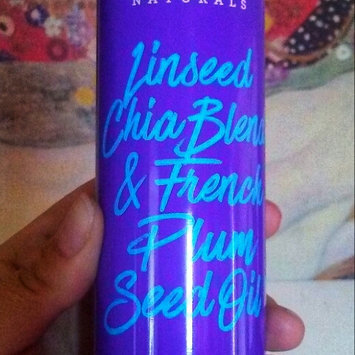 NATURALS
Linseed
Chia Blend
& French
Plum
Seed Oil